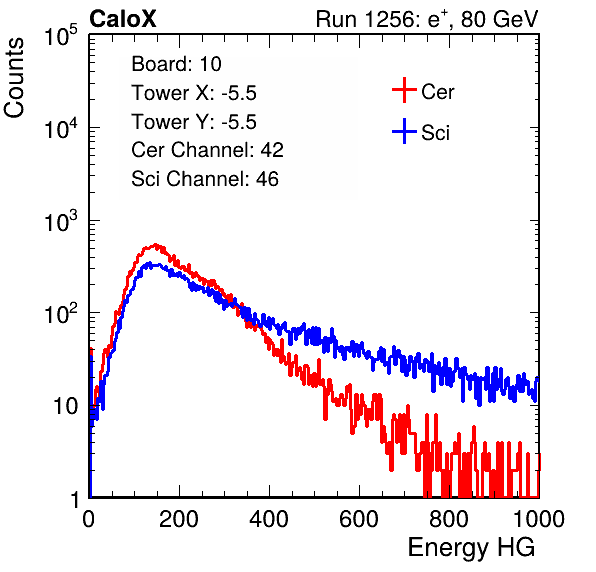 CaloX Run 1256: e⁺, 80 GeV
Counts
10⁵
10⁴
10³
10²
10
1
Board: 10
Tower X: -5.5
Tower Y: -5.5
Cer Channel: 42
Sci Channel: 46
Cer
Sci
0 200 400 600 800 1000
Energy HG